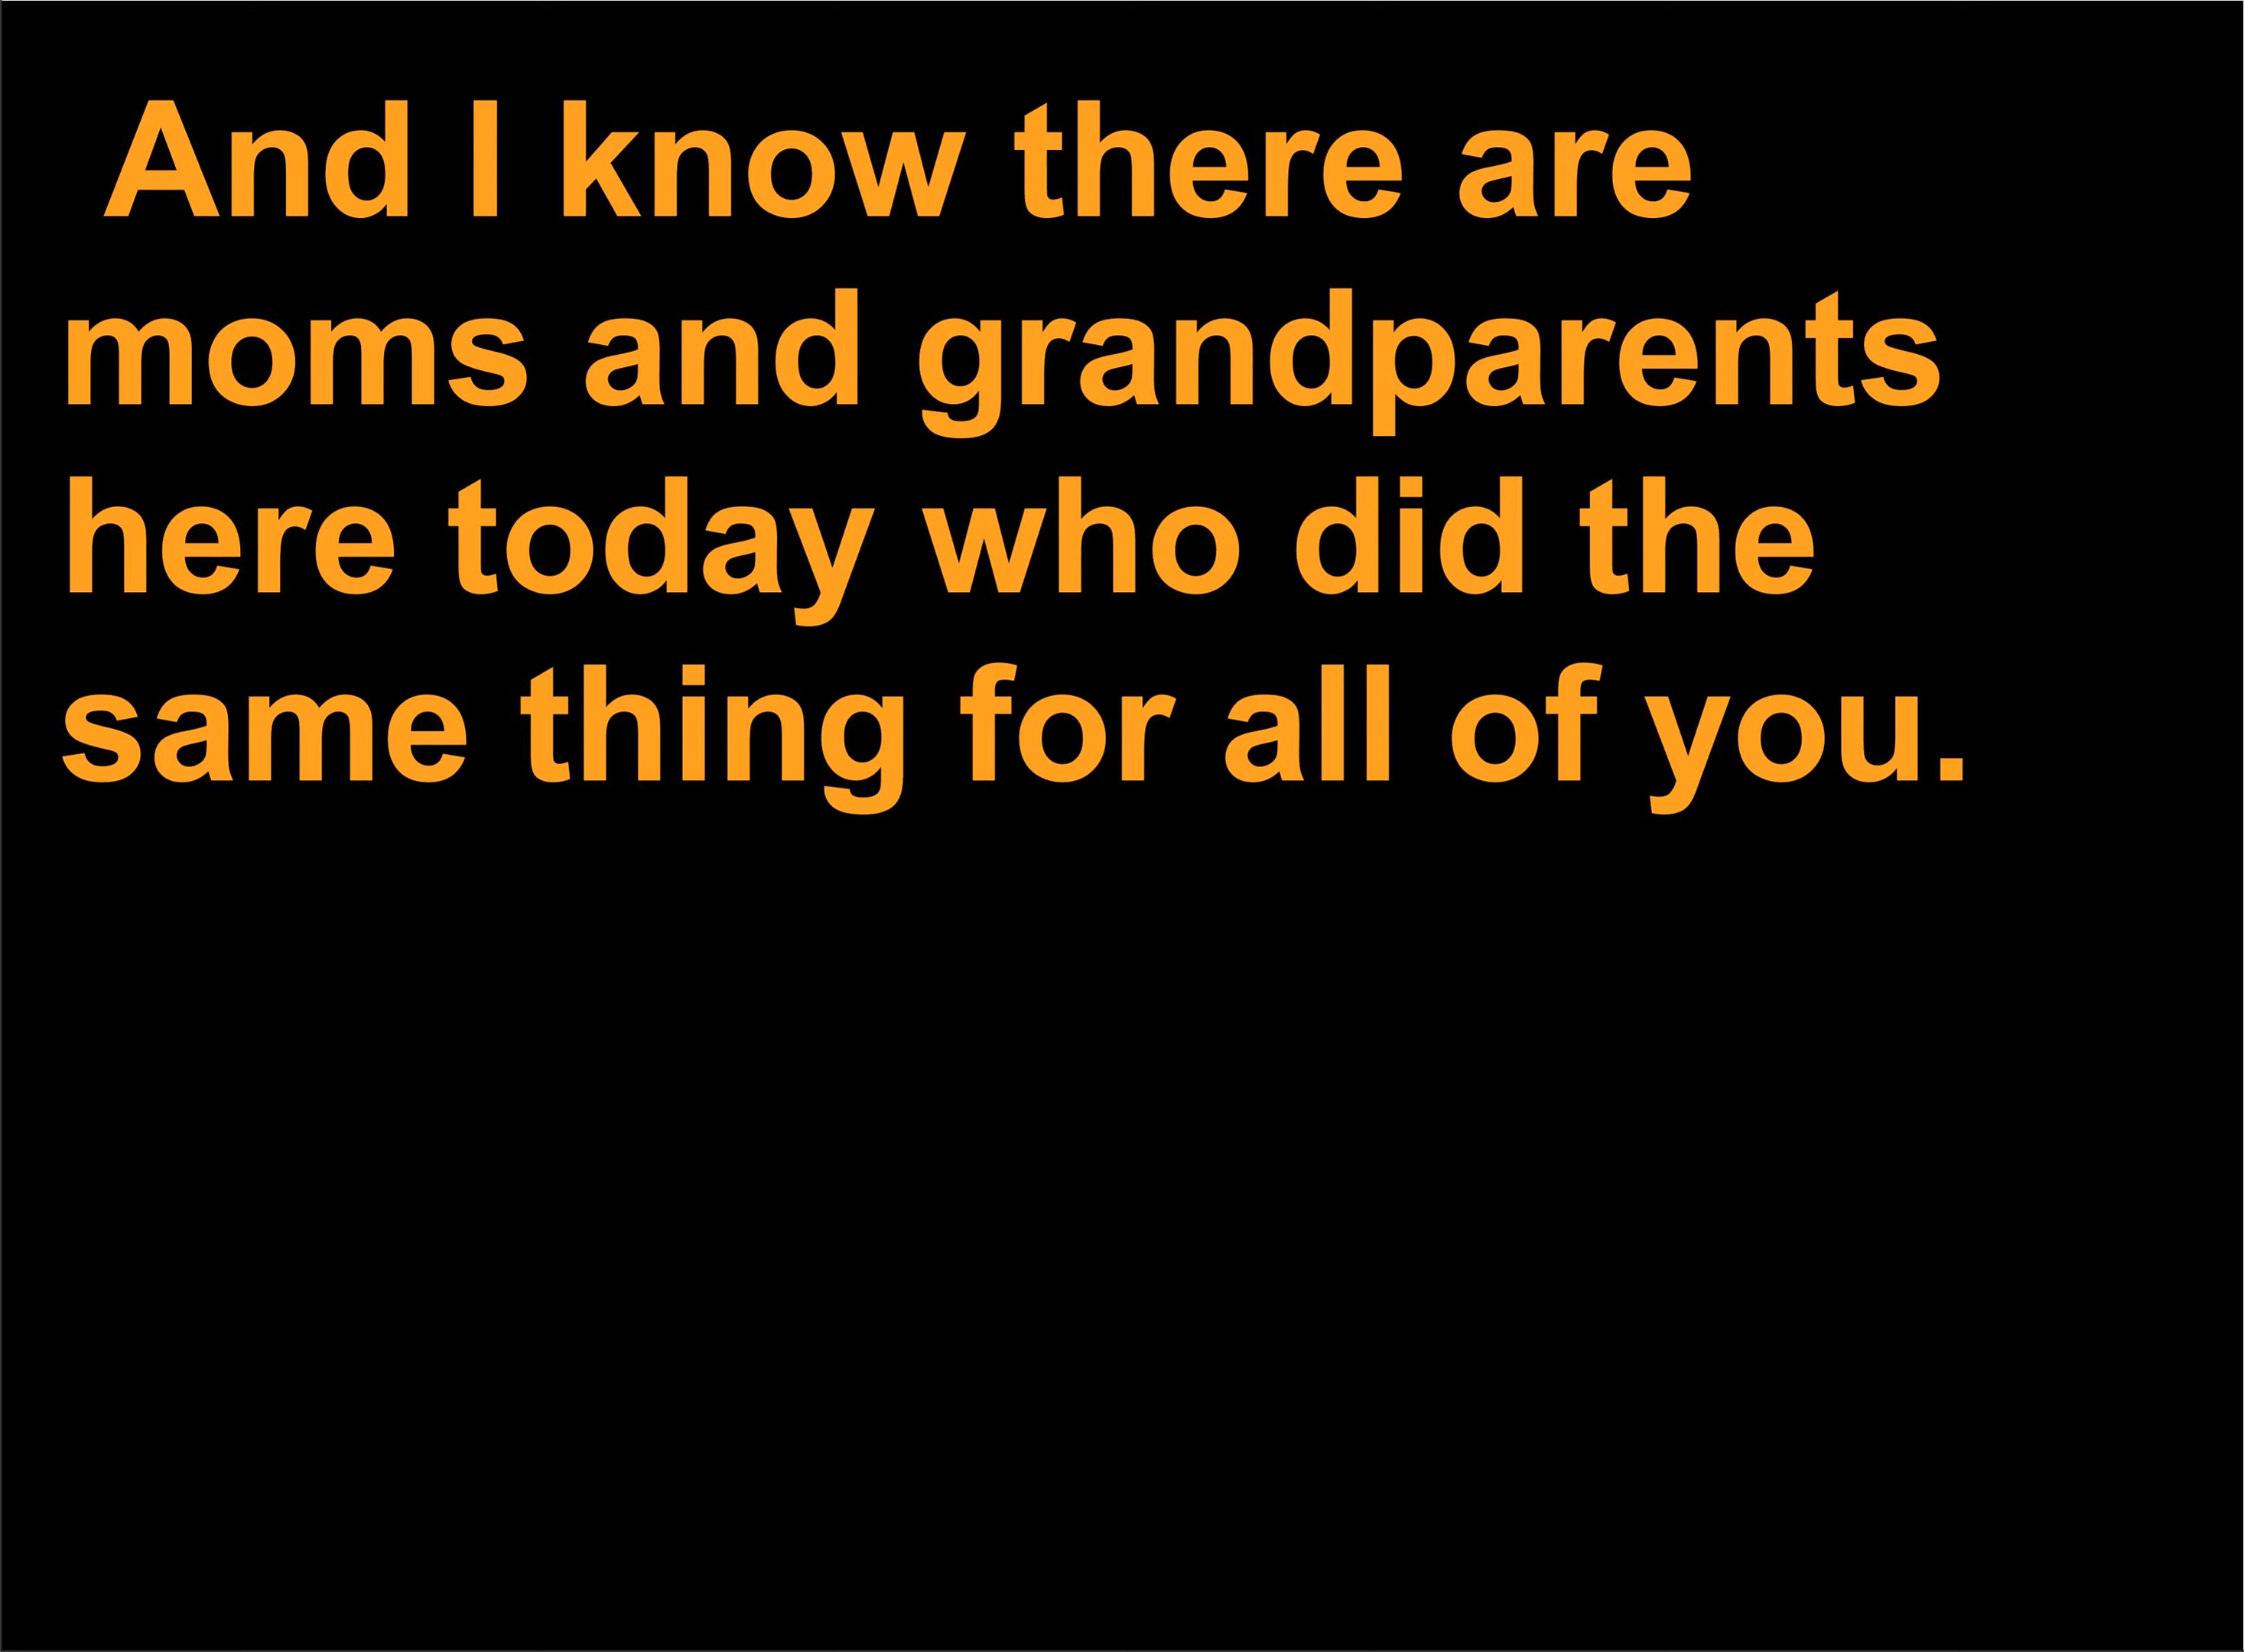 And I know there are
moms and grandparents
here today who did the
same thing for all of you.